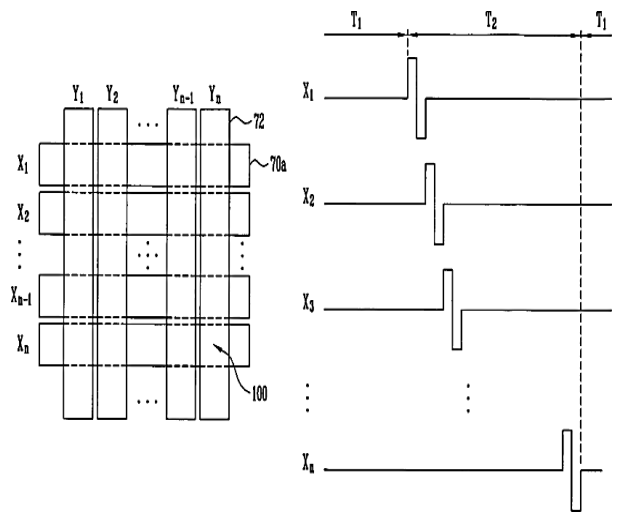 T₁ T₂ T₁
Y₁ Y₂ Yₙ₋₁ Yₙ
72
70a
X₁
X₂
Xₙ₋₁
Xₙ
100
X₁
X₂
X₃
Xₙ